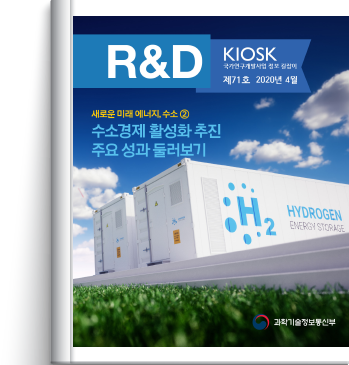 R&D
KIOSK
국가연구개발사업 정보 길잡이
제71호 2020년 4월
새로운 미래 에너지, 수소 ②
수소경제 활성화 추진
주요 성과 둘러보기
H2
HYDROGEN
ENERGY STORAGE
과학기술정보통신부